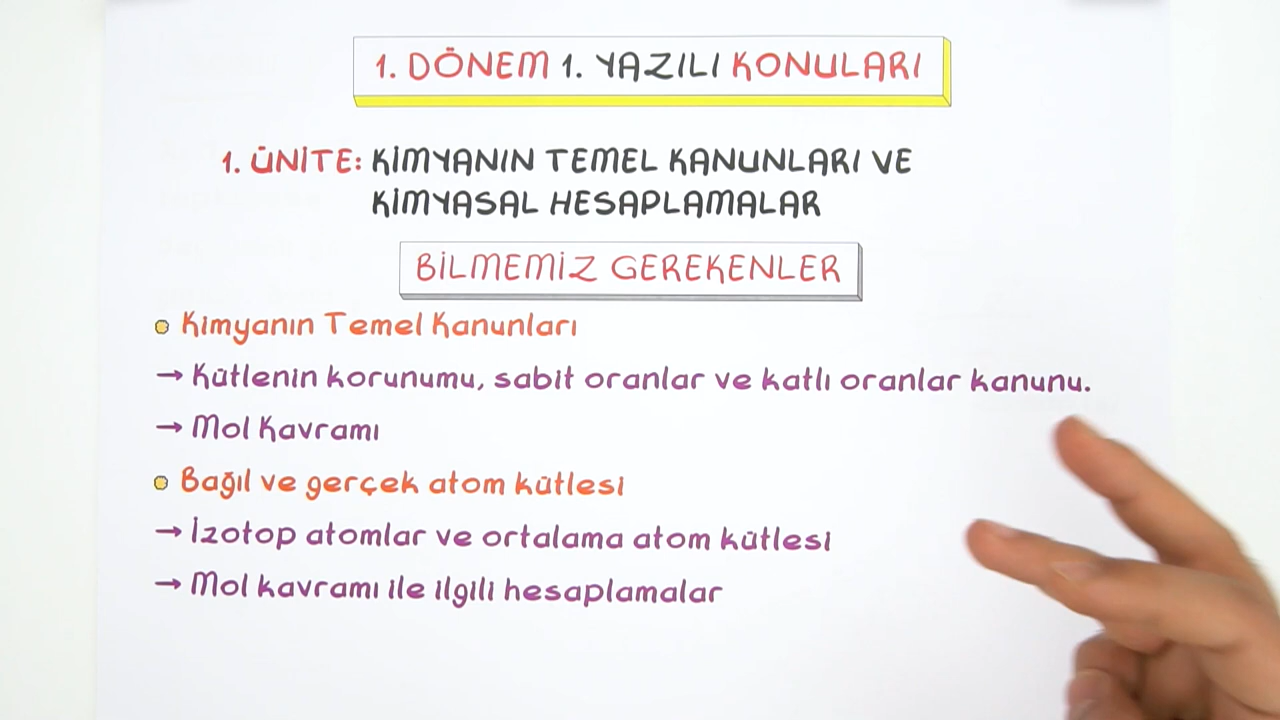 1. DÖNEM 1. YAZILI KONULARI
1. ÜNİTE: KİMYANIN TEMEL KANUNLARI VE
KİMYASAL HESAPLAMALAR
BİLMEMİZ GEREKENLER
Kimyanın Temel Kanunları
→ Kütlenin korunumu, sabit oranlar ve katlı oranlar kanunu.
→ Mol Kavramı
Bağıl ve gerçek atom kütlesi
→ İzotop atomlar ve ortalama atom kütlesi
→ Mol kavramı ile ilgili hesaplamalar